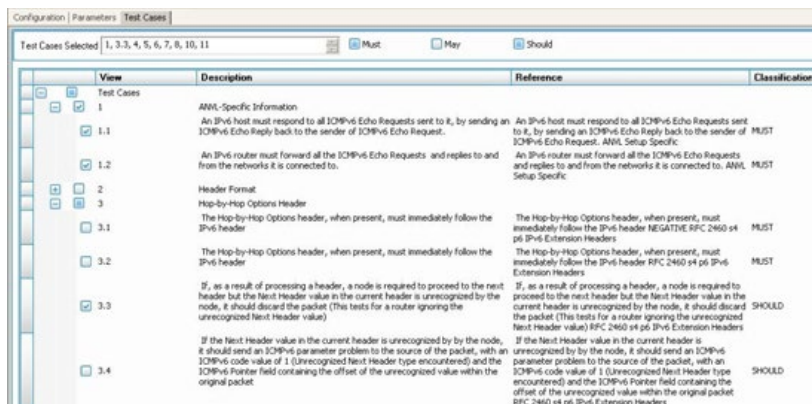 Configuration | Parameters | Test Cases
Test Cases Selected 1, 3.3, 4, 5, 6, 7, 8, 10, 11 Must May Should
View Description Reference Classification
Test Cases
1 ANVL-Specific Information
1.1
An IPv6 host must respond to all ICMPv6 Echo Requests sent to it, by sending an
ICMPv6 Echo Reply back to the sender of ICMPv6 Echo Request.
An IPv6 host must respond to all ICMPv6 Echo Requests sent
to it, by sending an ICMPv6 Echo Reply back to the sender of
ICMPv6 Echo Request. ANVL Setup Specific
MUST
1.2
An IPv6 router must forward all the ICMPv6 Echo Requests and replies to and
from the networks it is connected to.
An IPv6 router must forward all the ICMPv6 Echo Requests
and replies to and from the networks it is connected to. ANVL
Setup Specific
MUST
2 Header Format
3 Hop-by-Hop Options Header
3.1
The Hop-by-Hop Options header, when present, must immediately follow the
IPv6 header
The Hop-by-Hop Options header, when present, must
immediately follow the IPv6 header NEGATIVE RFC 2460 s4
p6 IPv6 Extension Headers
MUST
3.2
The Hop-by-Hop Options header, when present, must immediately follow the
IPv6 header
The Hop-by-Hop Options header, when present, must
immediately follow the IPv6 header RFC 2460 s4 p6 IPv6
Extension Headers
MUST
3.3
If, as a result of processing a header, a node is required to proceed to the next
header but the Next Header value in the current header is unrecognized by the
node, it should discard the packet (This tests for a router ignoring the
unrecognized Next Header value)
If, as a result of processing a header, a node is required to
proceed to the next header but the Next Header value in the
current header is unrecognized by the node, it should discard
the packet (This tests for a router ignoring the unrecognized
Next Header value) RFC 2460 s4 p6 IPv6 Extension Headers
SHOULD
3.4
If the Next Header value in the current header is unrecognized by by the node,
it should send an ICMPv6 parameter problem to the source of the packet, with an
ICMPv6 code value of 1 (Unrecognized Next Header type encountered) and the
ICMPv6 Pointer field containing the offset of the unrecognized value within the
original packet
If the Next Header value in the current header is
unrecognized by by the node, it should send an ICMPv6
parameter problem to the source of the packet, with an
ICMPv6 code value of 1 (Unrecognized Next Header type
encountered) and the ICMPv6 Pointer field containing the
offset of the unrecognized value within the original packet
RFC 2460 s4 p6 IPv6 Extension Headers
SHOULD